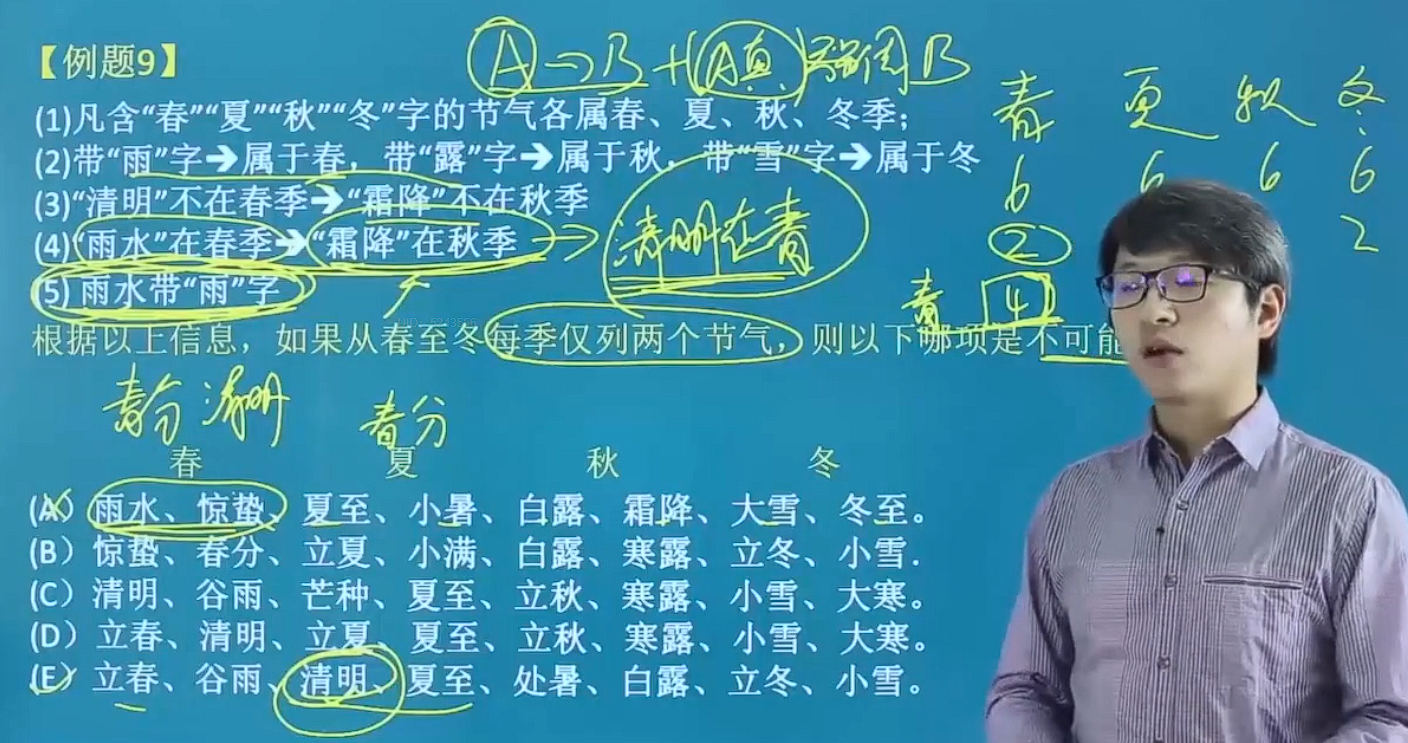 A→B+(A真)强调B
【例题9】
春 夏 秋 冬
(1)凡含“春”“夏”“秋”“冬”字的节气各属春、夏、秋、冬季；
(2)带“雨”字➔属于春，带“露”字➔属于秋，带“雪”字➔属于冬
6 6 6 6
(3)“清明”不在春季➔“霜降”不在秋季
(4)“雨水”在春季➔“霜降”在秋季 → 清明在春
2 2
(5) 雨水带“雨”字
春 4
根据以上信息，如果从春至冬每季仅列两个节气，则以下哪项是不可能
春分 清明 春分
春 夏 秋 冬
(A）雨水、惊蛰、夏至、小暑、白露、霜降、大雪、冬至。
(B）惊蛰、春分、立夏、小满、白露、寒露、立冬、小雪.
(C）清明、谷雨、芒种、夏至、立秋、寒露、小雪、大寒。
(D）立春、清明、立夏、夏至、立秋、寒露、小雪、大寒。
(E）立春、谷雨、清明、夏至、处暑、白露、立冬、小雪。